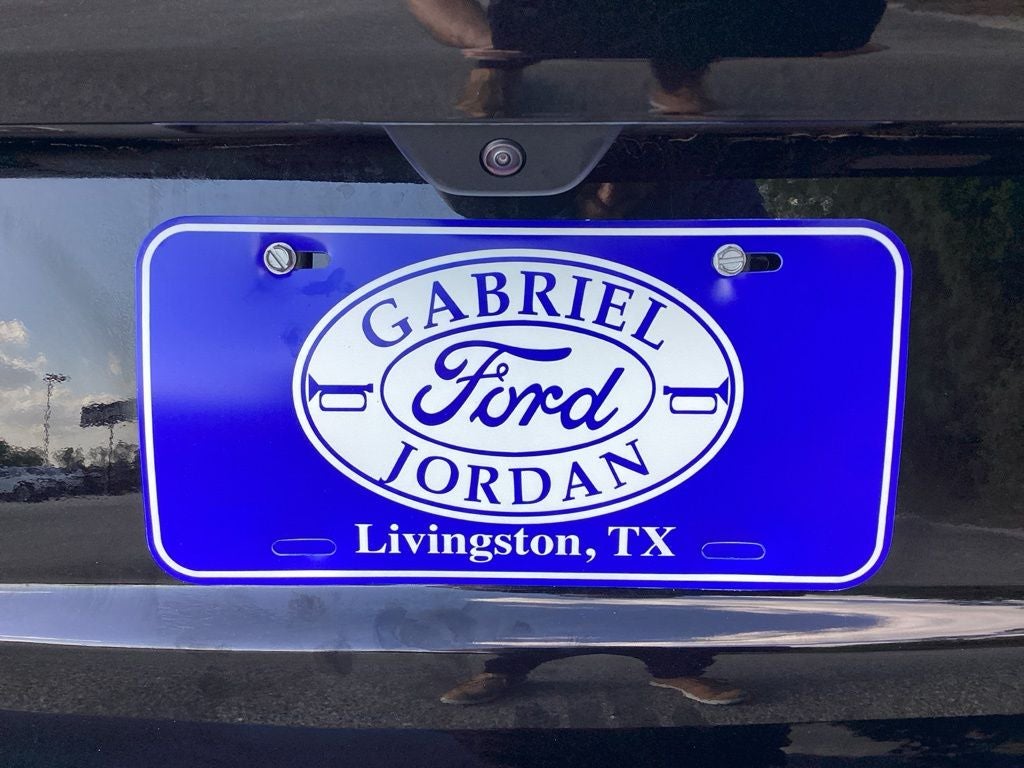 GABRIEL
Ford
JORDAN
Livingston, TX